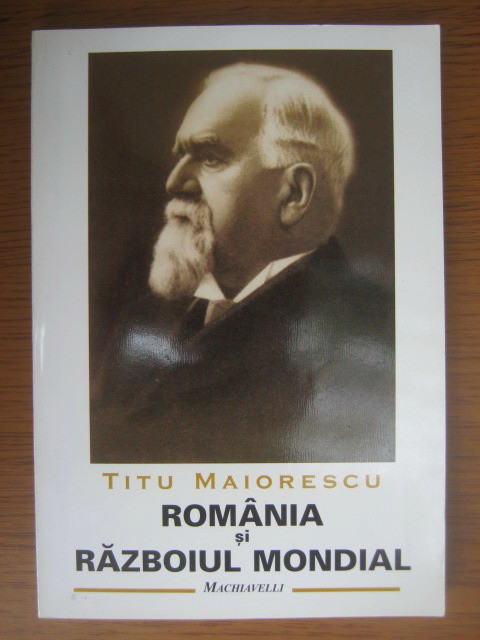 TITU MAIORESCU
ROMÂNIA
și
RĂZBOIUL MONDIAL
MACHIAVELLI